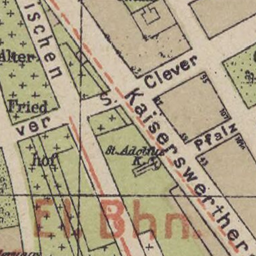 ischen
Alter
Clever
Kaiserswerther
Fried
ver
S
Pfalz
hof
St. Adolfus
K.
El. Bhn.